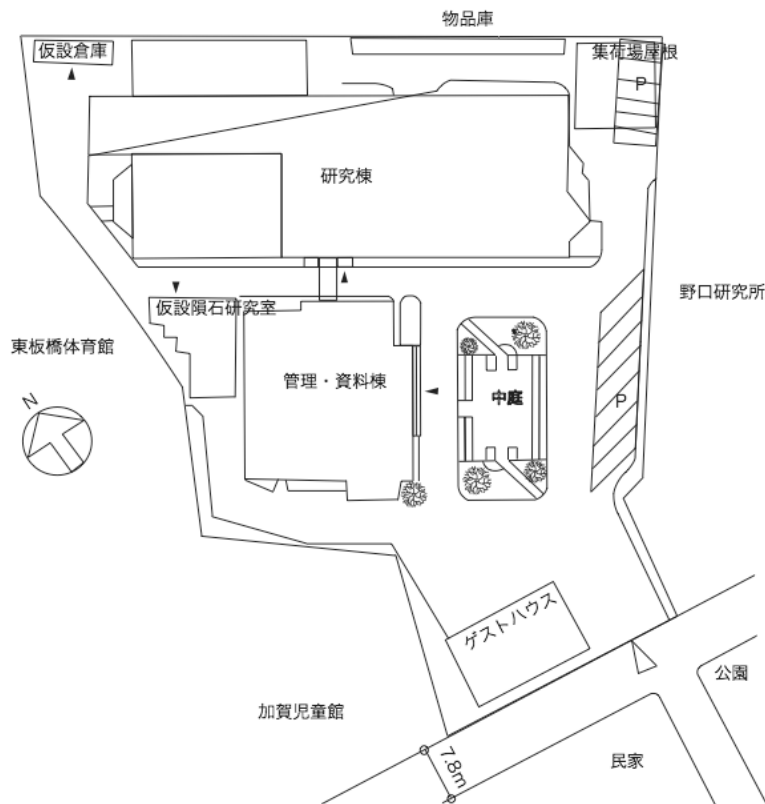 物品庫
仮設倉庫
集荷場屋根
P
研究棟
野口研究所
仮設隕石研究室
東板橋体育館
管理・資料棟
中庭
P
N
ゲストハウス
公園
加賀児童館
7.8m
民家